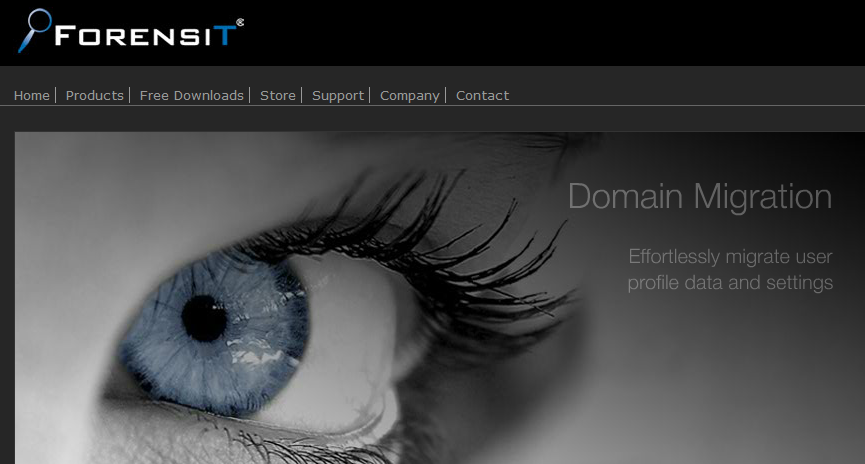 ForensiT®
Home Products Free Downloads Store Support Company Contact
Domain Migration
Effortlessly migrate user
profile data and settings